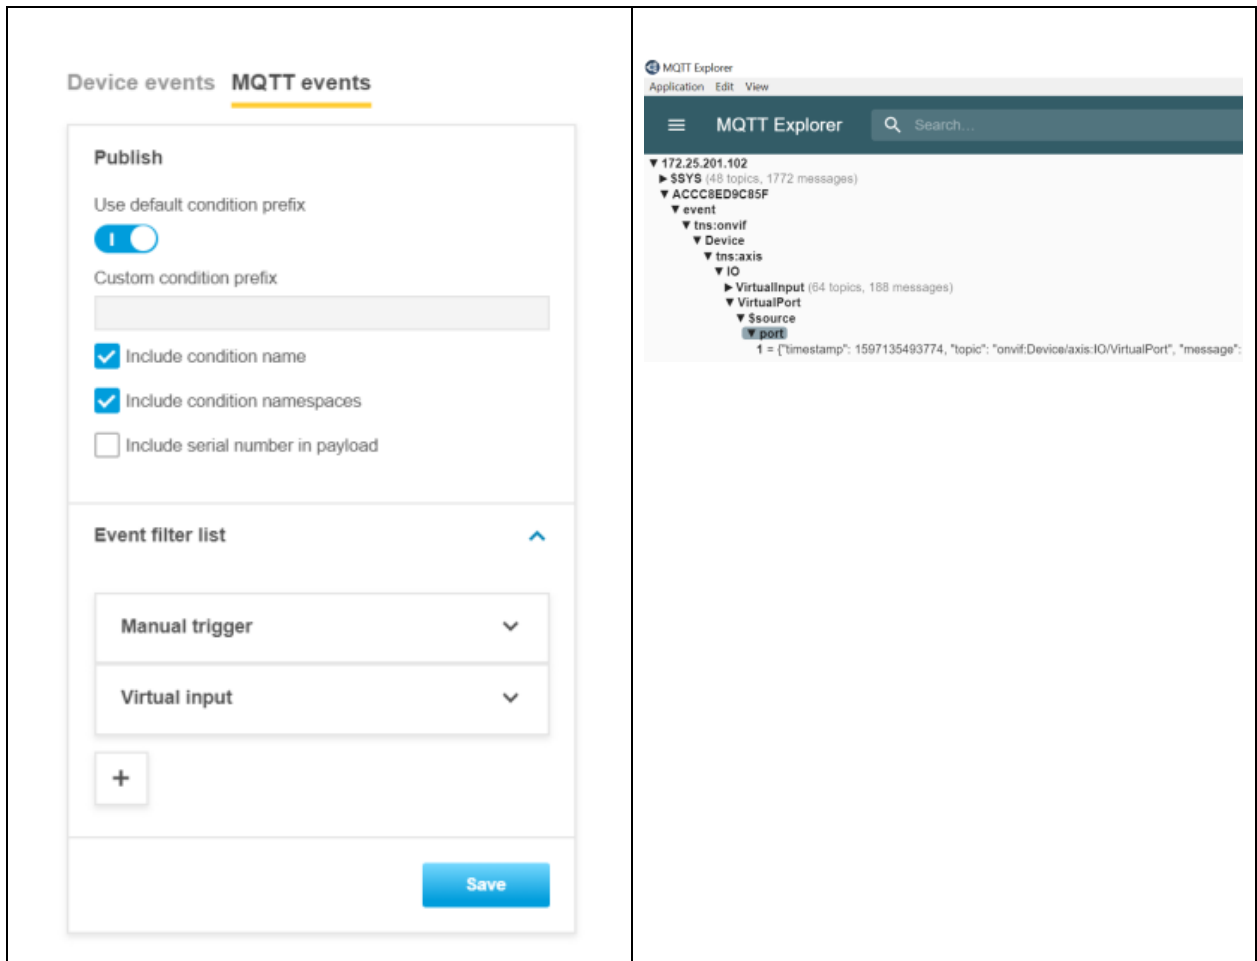 Device events MQTT events
Publish
Use default condition prefix
Custom condition prefix
Include condition name
Include condition namespaces
Include serial number in payload
Event filter list
Manual trigger
Virtual input
+
Save
MQTT Explorer
Application Edit View
MQTT Explorer Search...
▼ 172.25.201.102
▶ $SYS (48 topics, 1772 messages)
▼ ACCC8ED9C85F
▼ event
▼ tns:onvif
▼ Device
▼ tns:axis
▼ IO
▶ VirtualInput (64 topics, 188 messages)
▼ VirtualPort
▼ $source
▼ port
1 = {"timestamp": 1597135493774, "topic": "onvif:Device/axis:IO/VirtualPort", "message":